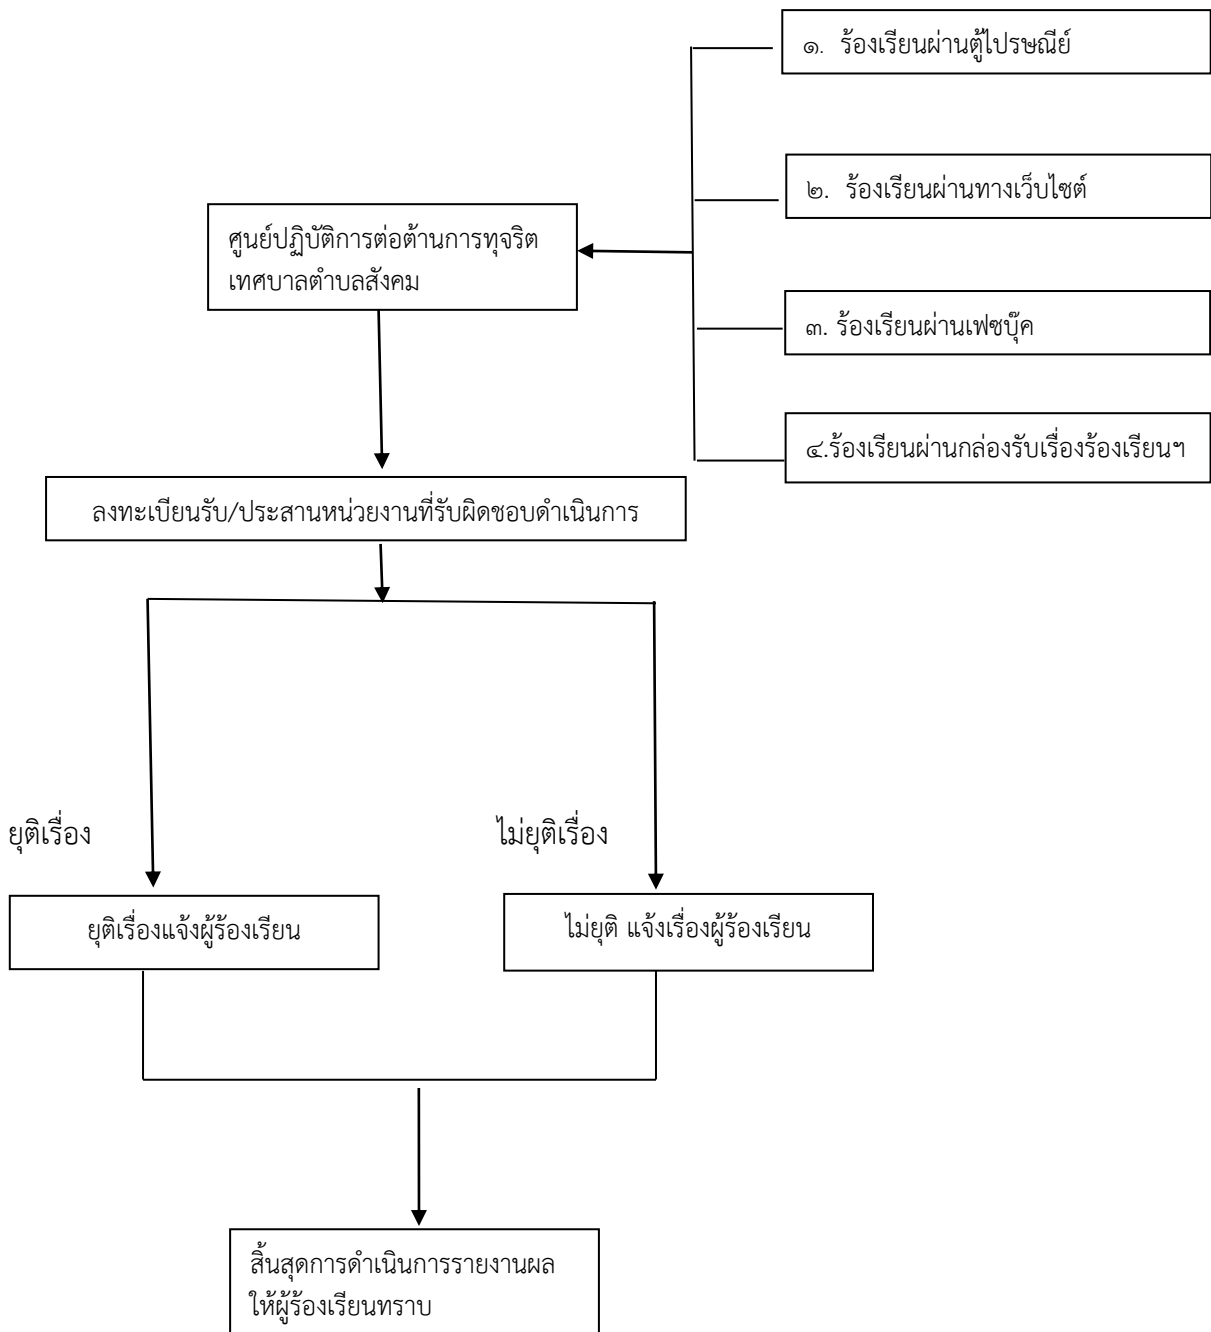 ๑. ร้องเรียนผ่านตู้ไปรษณีย์
๒. ร้องเรียนผ่านทางเว็บไซต์
ศูนย์ปฏิบัติการต่อต้านการทุจริต
เทศบาลตำบลสังคม
๓. ร้องเรียนผ่านเฟซบุ๊ค
๔.ร้องเรียนผ่านกล่องรับเรื่องร้องเรียนฯ
ลงทะเบียนรับ/ประสานหน่วยงานที่รับผิดชอบดำเนินการ
ยุติเรื่อง
ไม่ยุติเรื่อง
ยุติเรื่องแจ้งผู้ร้องเรียน
ไม่ยุติ แจ้งเรื่องผู้ร้องเรียน
สิ้นสุดการดำเนินการรายงานผล
ให้ผู้ร้องเรียนทราบ